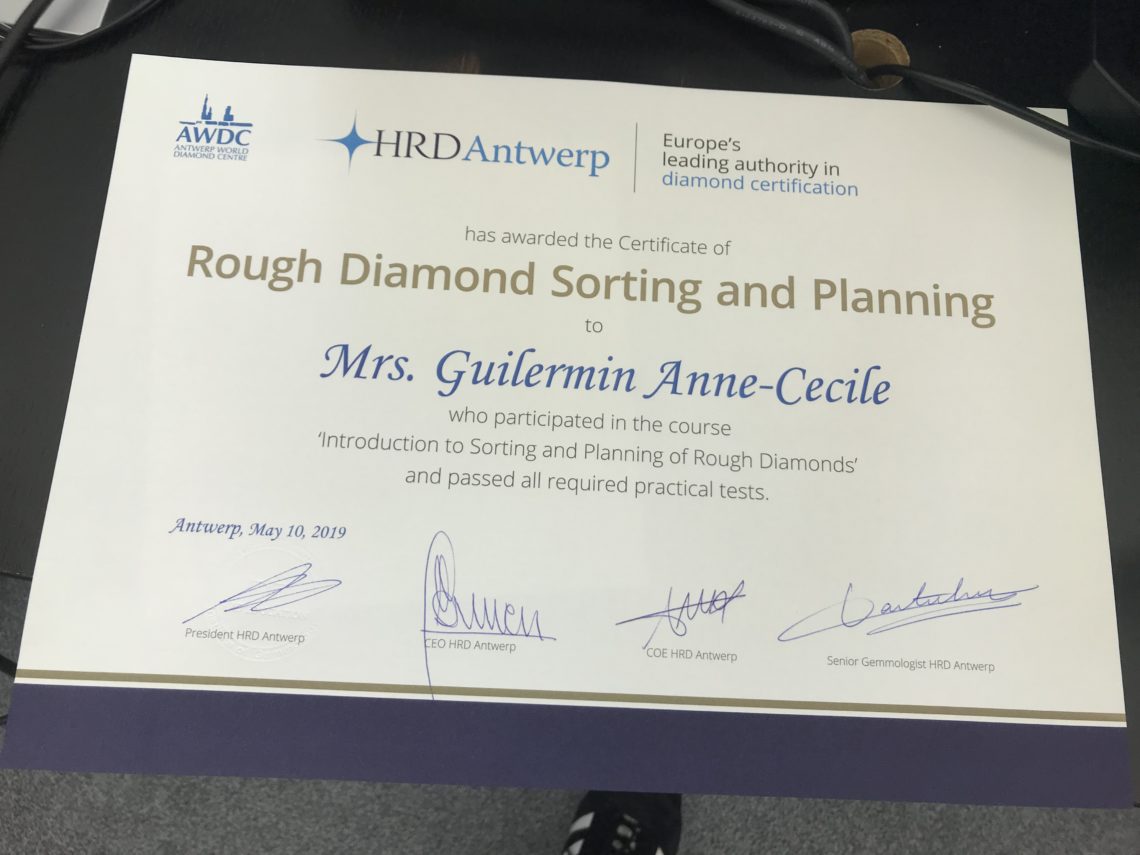 AWDC
ANTWERP WORLD
DIAMOND CENTRE
HRDAntwerp
Europe's
leading authority in
diamond certification
has awarded the Certificate of
Rough Diamond Sorting and Planning
to
Mrs. Guilermin Anne-Cecile
who participated in the course
'Introduction to Sorting and Planning of Rough Diamonds'
and passed all required practical tests.
Antwerp, May 10, 2019
President HRD Antwerp
CEO HRD Antwerp
COE HRD Antwerp
Senior Gemmologist HRD Antwerp